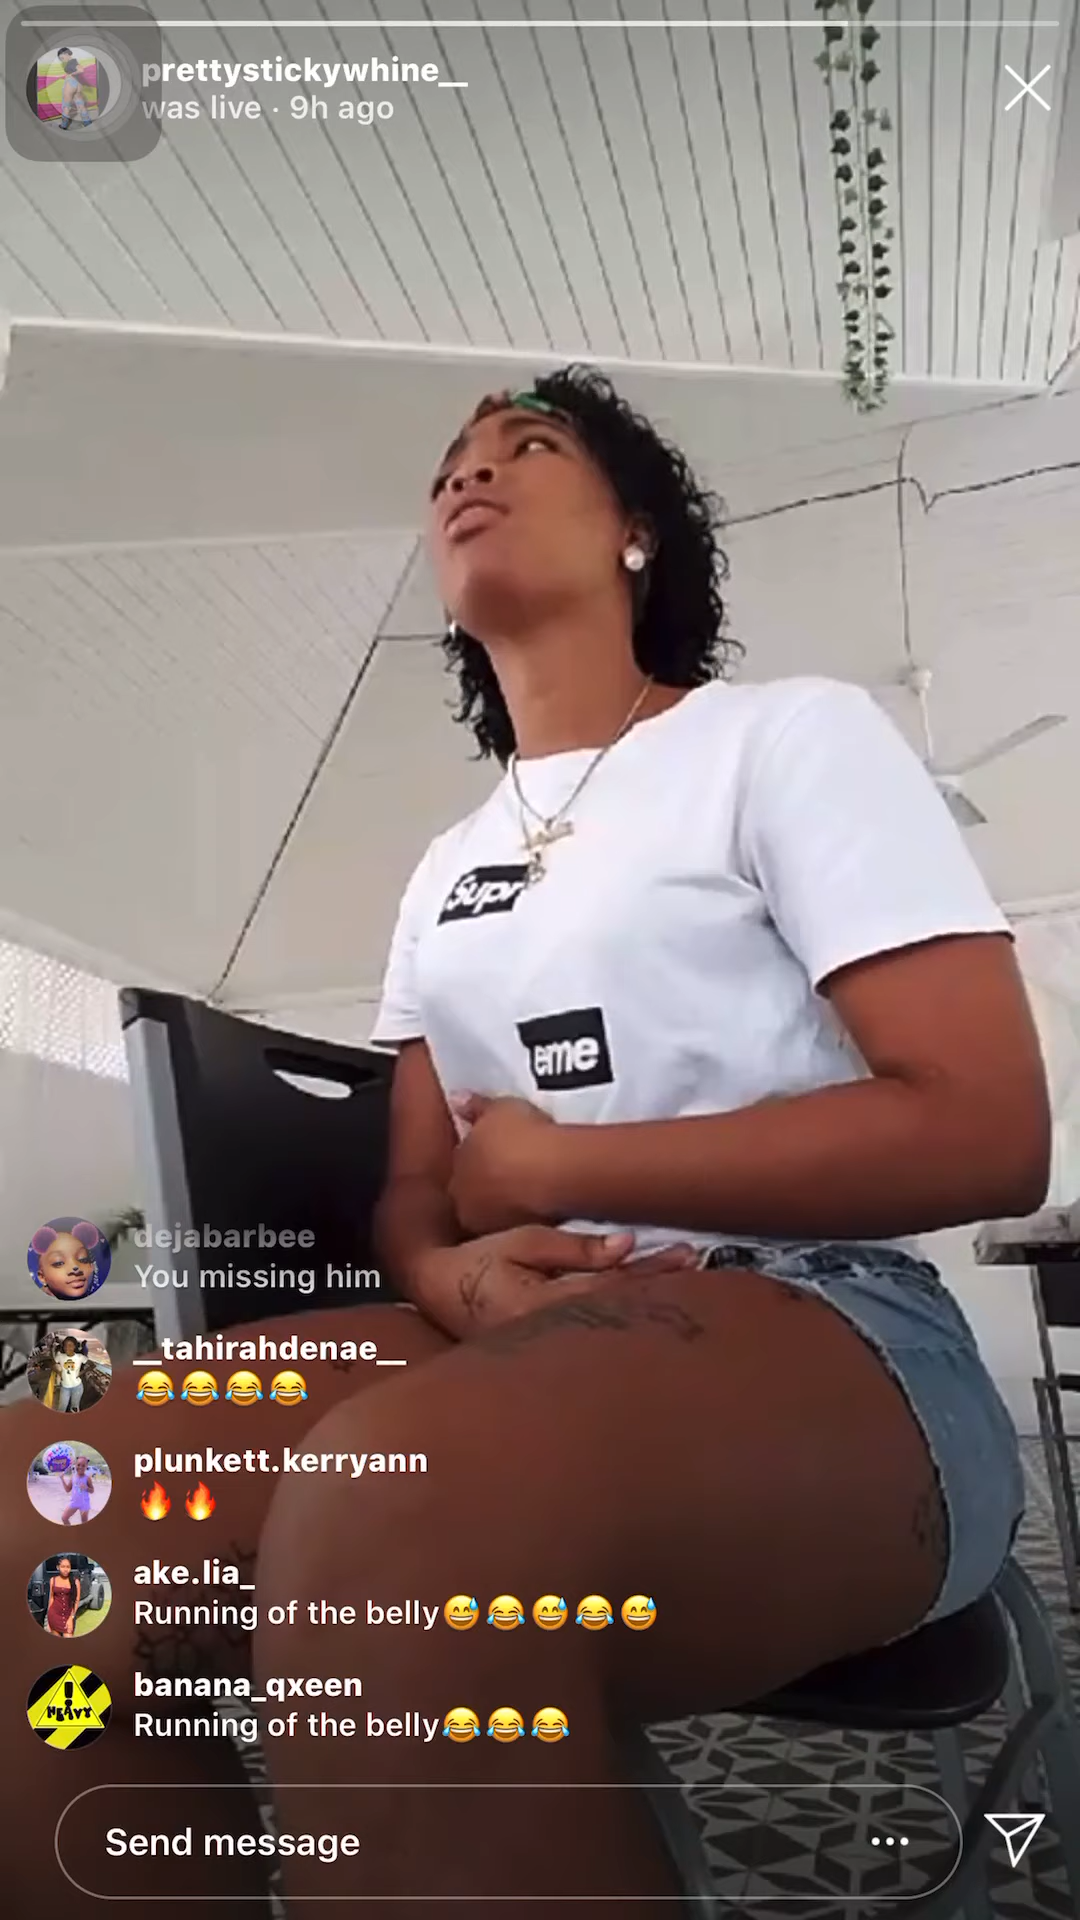 prettystickywhine__
was live · 9h ago
Supr
eme
dejabarbee
You missing him
__tahirahdenae__
😂😂😂😂
plunkett.kerryann
🔥🔥
ake.lia_
Running of the belly😅😂😅😂😅
banana_qxeen
Running of the belly😂😂😂
HEAVY
Send message